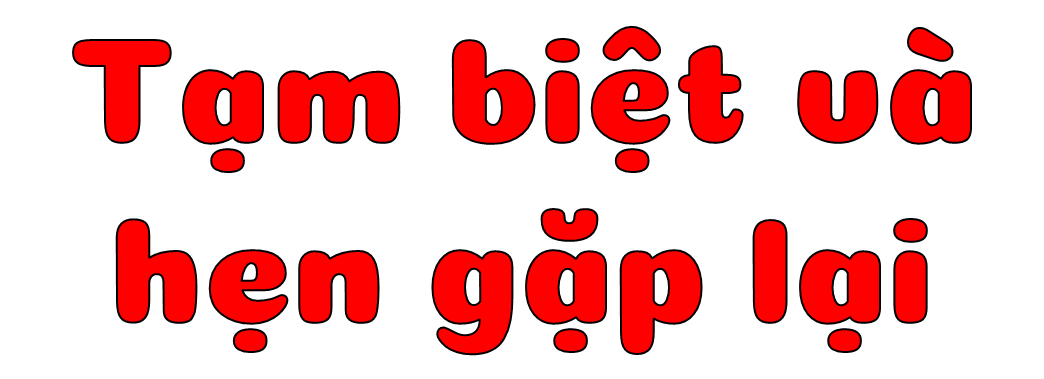 Tạm biệt và
hẹn gặp lại